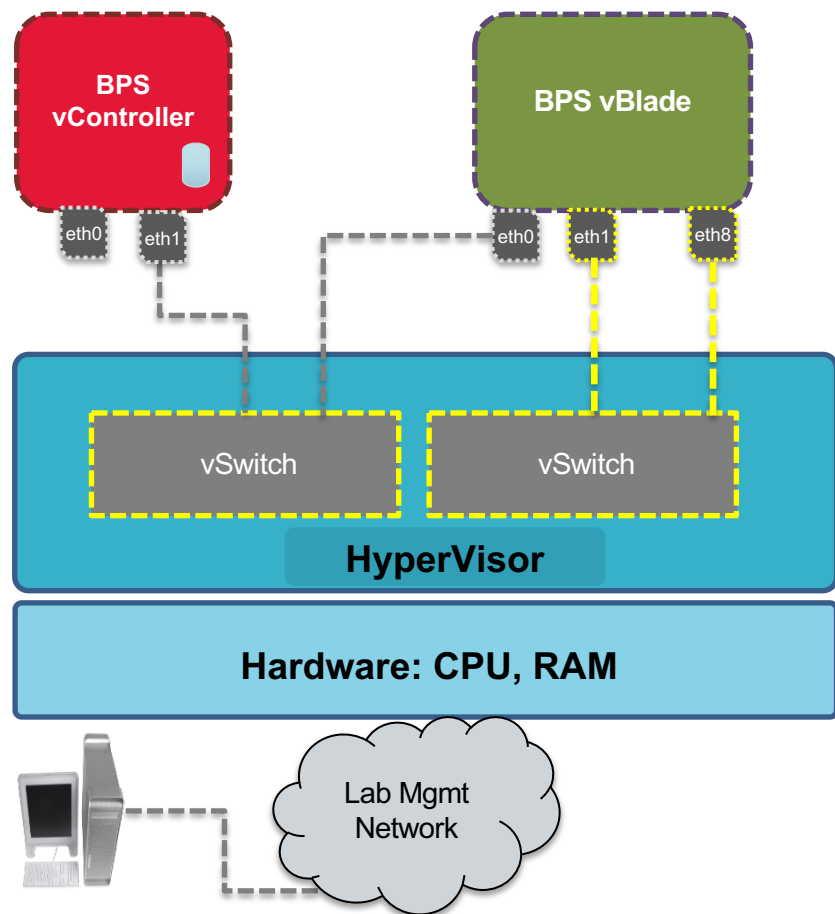 BPS
vController
BPS vBlade
eth0
eth1
eth0
eth1
eth8
vSwitch
vSwitch
HyperVisor
Hardware: CPU, RAM
Lab Mgmt
Network